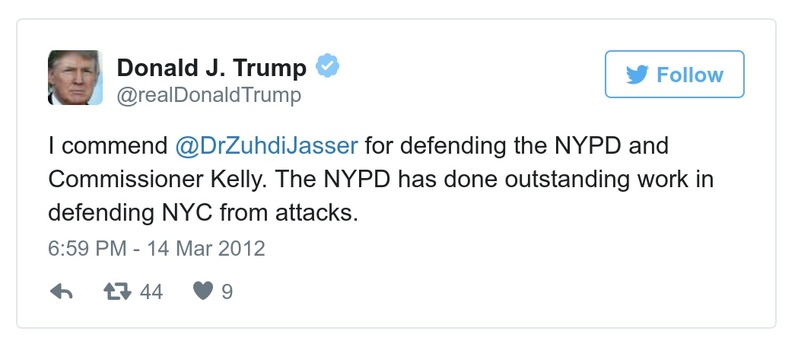 Donald J. Trump
@realDonaldTrump
Follow
I commend @DrZuhdiJasser for defending the NYPD and
Commissioner Kelly. The NYPD has done outstanding work in
defending NYC from attacks.
6:59 PM - 14 Mar 2012
44
9